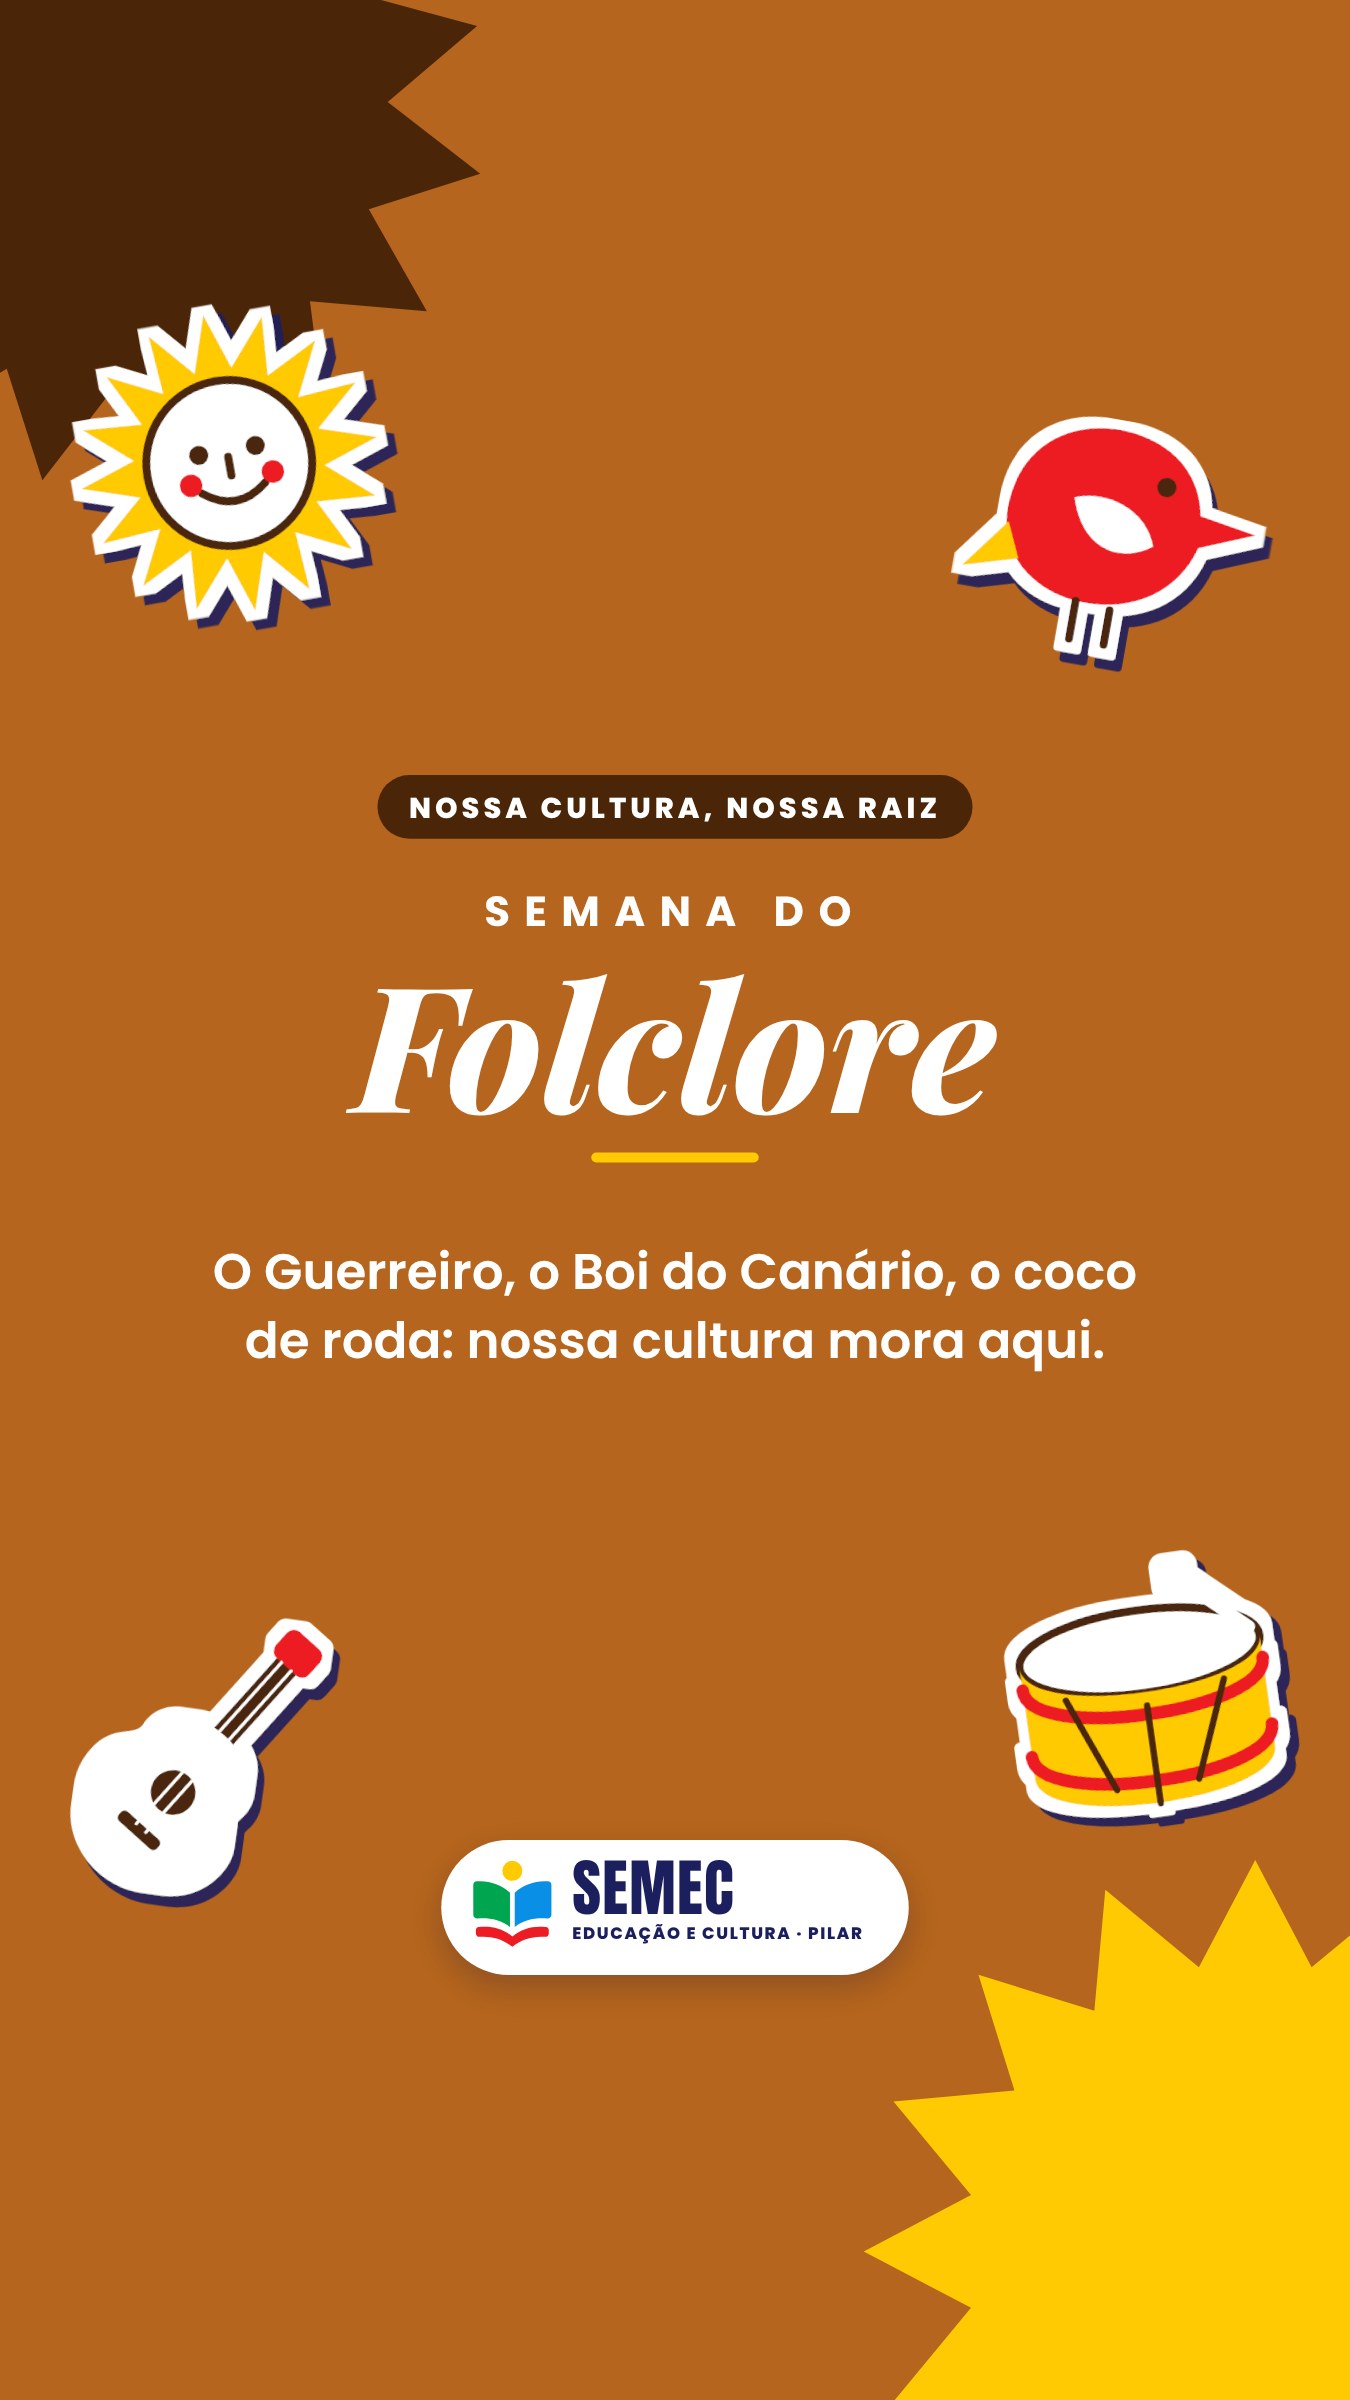 NOSSA CULTURA, NOSSA RAIZ
SEMANA DO
Folclore
O Guerreiro, o Boi do Canário, o coco
de roda: nossa cultura mora aqui.
SEMEC
EDUCAÇÃO E CULTURA · PILAR